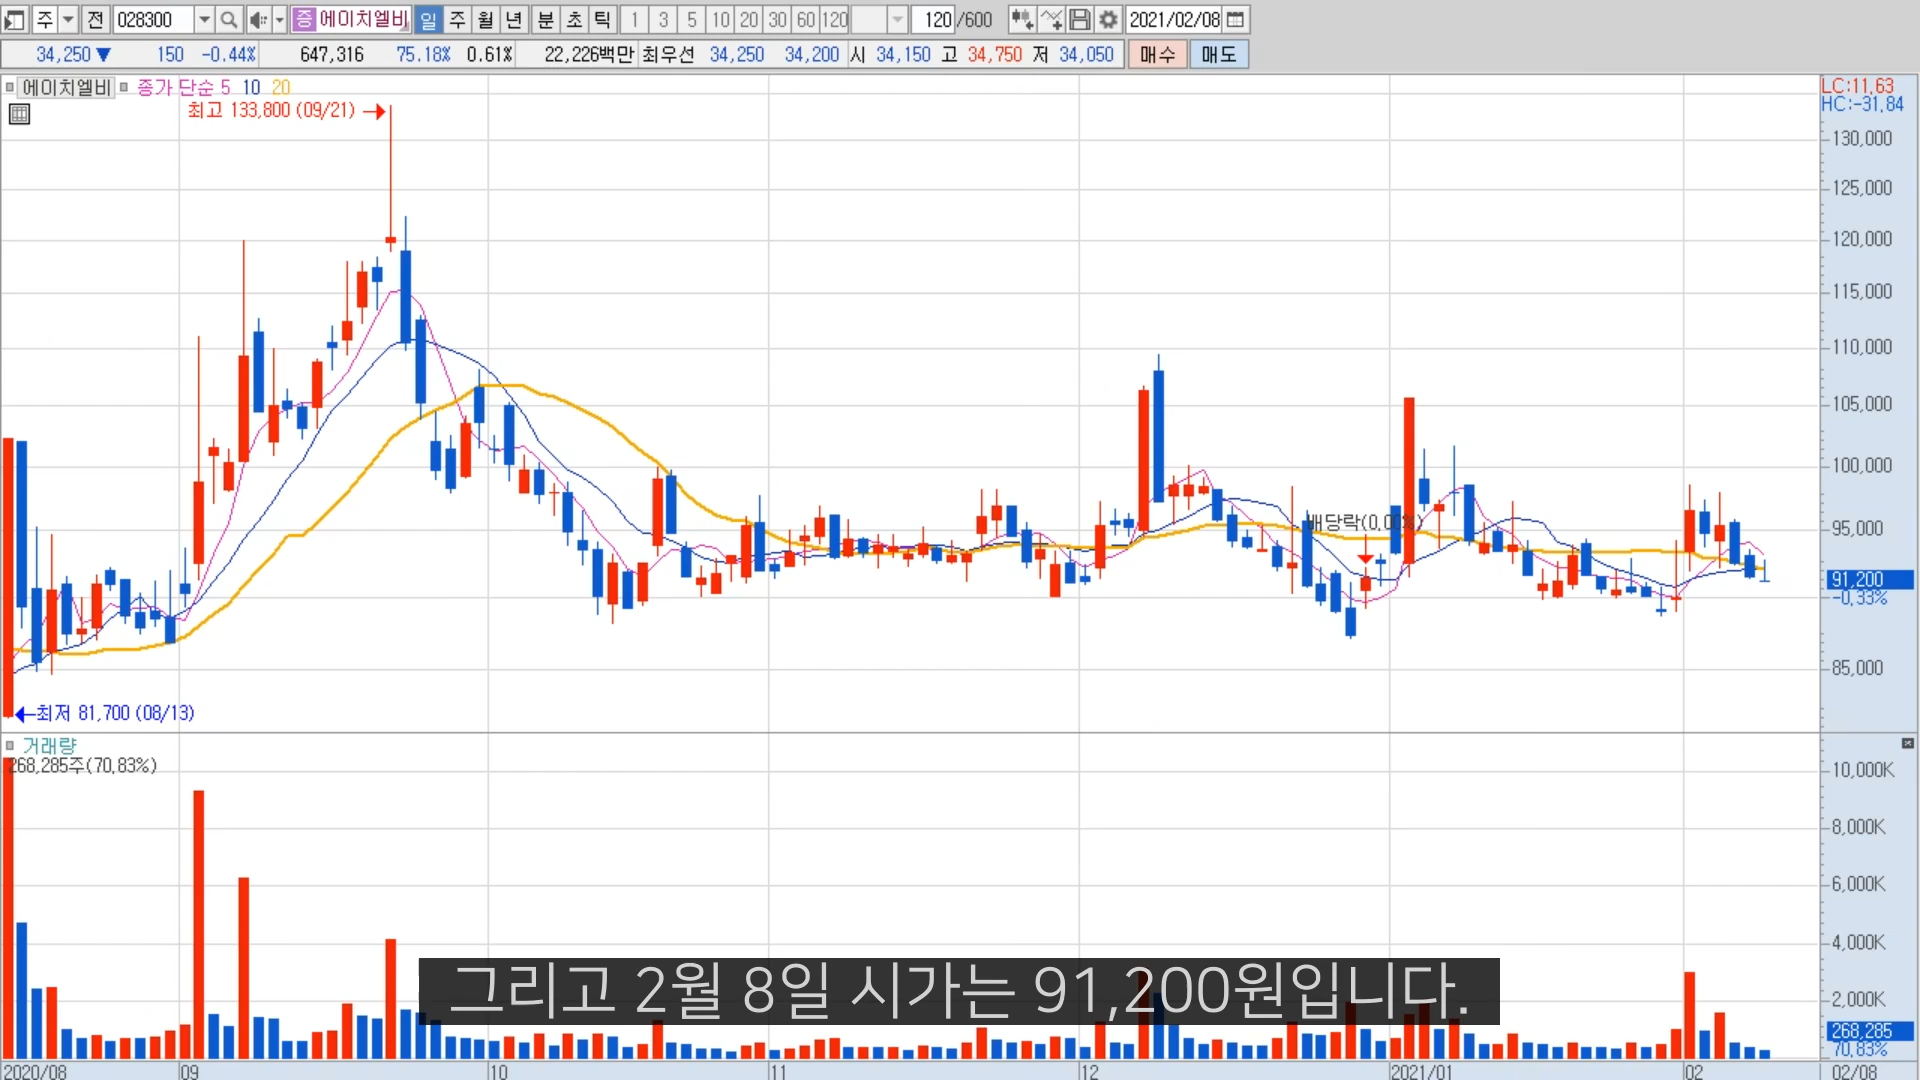 주 전 028300 증 에이치엘비 일 주 월 년 분 초 틱 1 3 5 10 20 30 60 120 120 /600 2021/02/08
34,250 ▼ 150 -0.44% 647,316 75.18% 0.61% 22,226백만 최우선 34,250 34,200 시 34,150 고 34,750 저 34,050 매수 매도
에이치엘비 종가 단순 5 10 20
LC:11.63
HC:-31.84
최고 133,800 (09/21)
130,000
125,000
120,000
115,000
110,000
105,000
100,000
배당락(0.00%)
95,000
91,200
-0.33%
85,000
최저 81,700 (08/13)
거래량
268,285주(70.83%)
10,000K
8,000K
6,000K
4,000K
그리고 2월 8일 시가는 91,200원입니다.
2,000K
268,285
70.83%
2020/08 09 10 11 12 2021/01 02 02/08